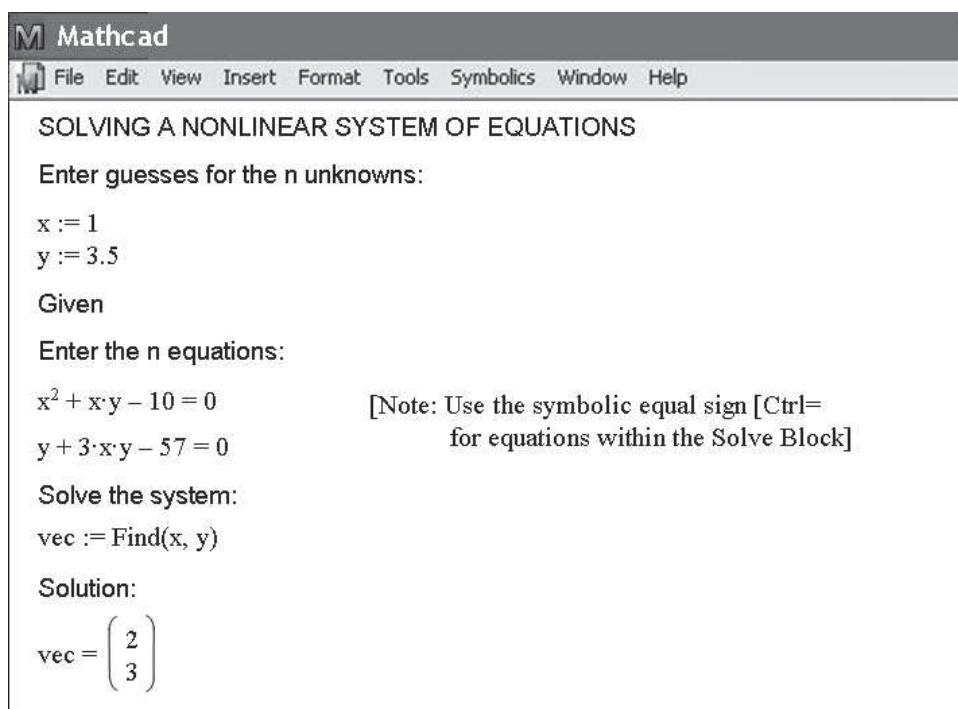 Mathcad
File Edit View Insert Format Tools Symbolics Window Help
SOLVING A NONLINEAR SYSTEM OF EQUATIONS
Enter guesses for the n unknowns:
x := 1
y := 3.5
Given
Enter the n equations:
x² + x·y – 10 = 0
[Note: Use the symbolic equal sign [Ctrl=
for equations within the Solve Block]
y + 3·x·y – 57 = 0
Solve the system:
vec := Find(x, y)
Solution:
vec = (2
3)